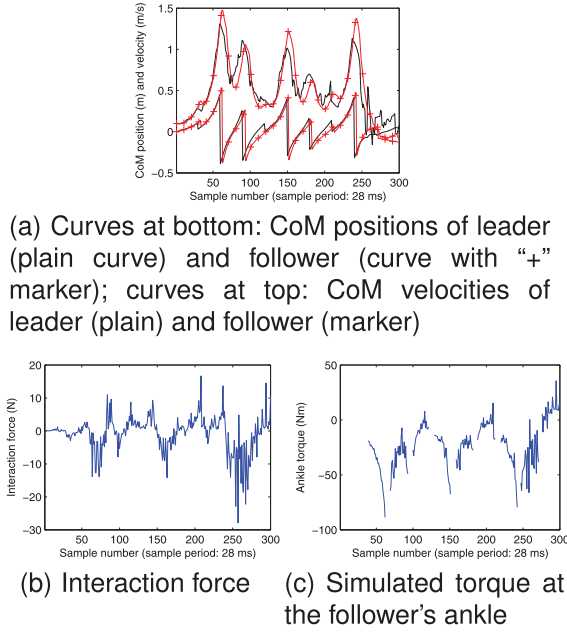 1.5
1
0.5
0
−0.5
CoM position (m) and velocity (m/s)
50 100 150 200 250 300
Sample number (sample period: 28 ms)
(a) Curves at bottom: CoM positions of leader
(plain curve) and follower (curve with “+”
marker); curves at top: CoM velocities of
leader (plain) and follower (marker)
20
10
0
−10
−20
−30
Interaction force (N)
50 100 150 200 250 300
Sample number (sample period: 28 ms)
(b) Interaction force
50
0
−50
−100
Ankle torque (Nm)
50 100 150 200 250 300
Sample number (sample period: 28 ms)
(c) Simulated torque at
the follower’s ankle